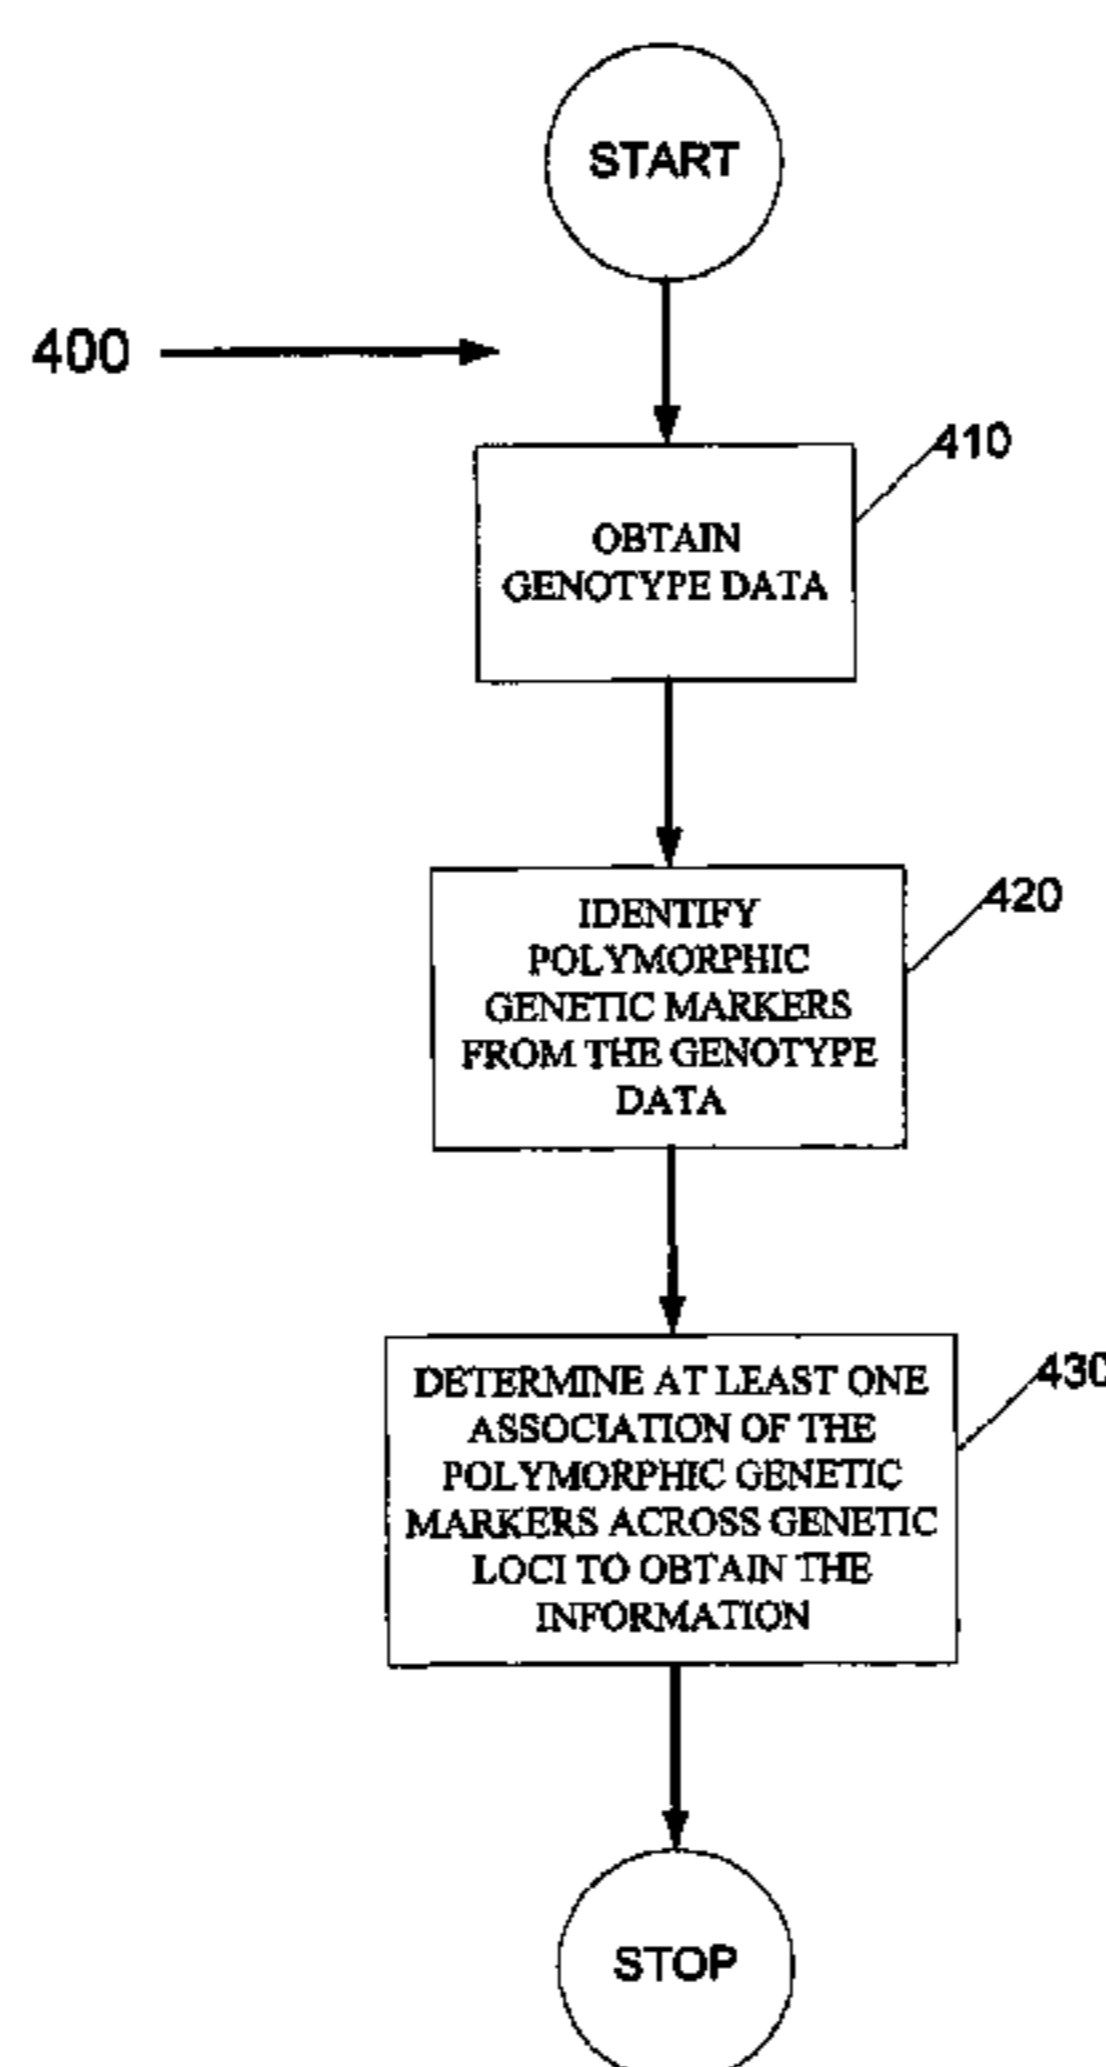 START
400
410
OBTAIN
GENOTYPE DATA
420
IDENTIFY
POLYMORPHIC
GENETIC MARKERS
FROM THE GENOTYPE
DATA
430
DETERMINE AT LEAST ONE
ASSOCIATION OF THE
POLYMORPHIC GENETIC
MARKERS ACROSS GENETIC
LOCI TO OBTAIN THE
INFORMATION
STOP